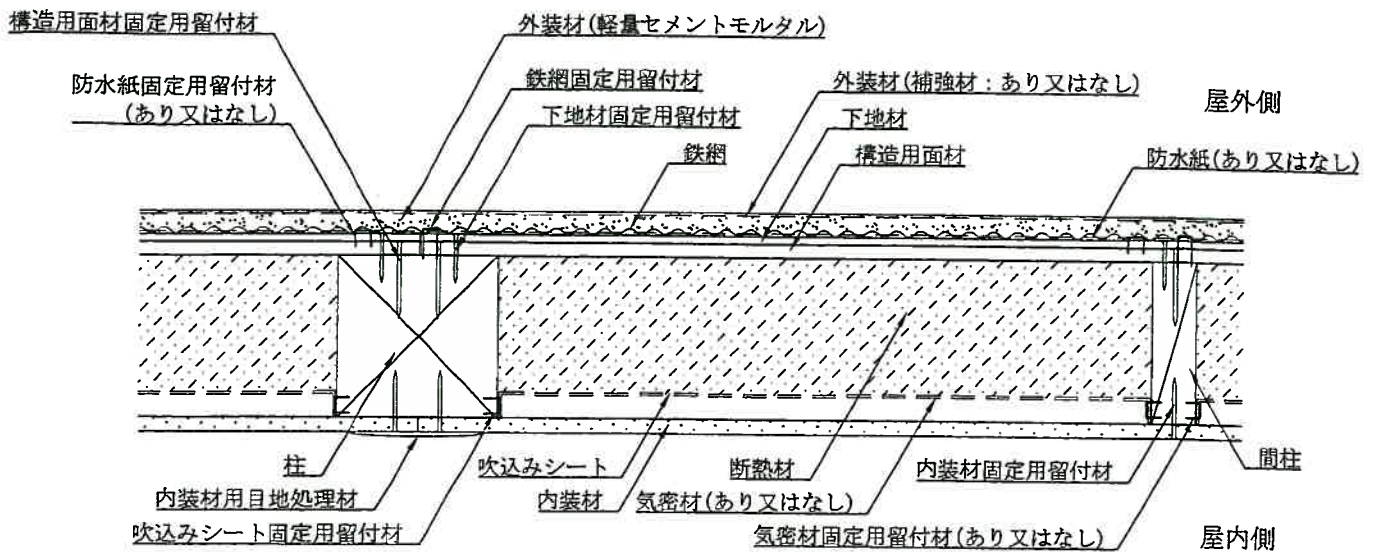 構造用面材固定用留付材
外装材(軽量セメントモルタル)
防水紙固定用留付材
(あり又はなし)
鉄網固定用留付材
外装材(補強材:あり又はなし)
屋外側
下地材固定用留付材
下地材
鉄網
構造用面材
防水紙(あり又はなし)
柱
吹込みシート
断熱材
内装材固定用留付材
間柱
内装材用目地処理材
内装材
気密材(あり又はなし)
吹込みシート固定用留付材
気密材固定用留付材(あり又はなし)
屋内側